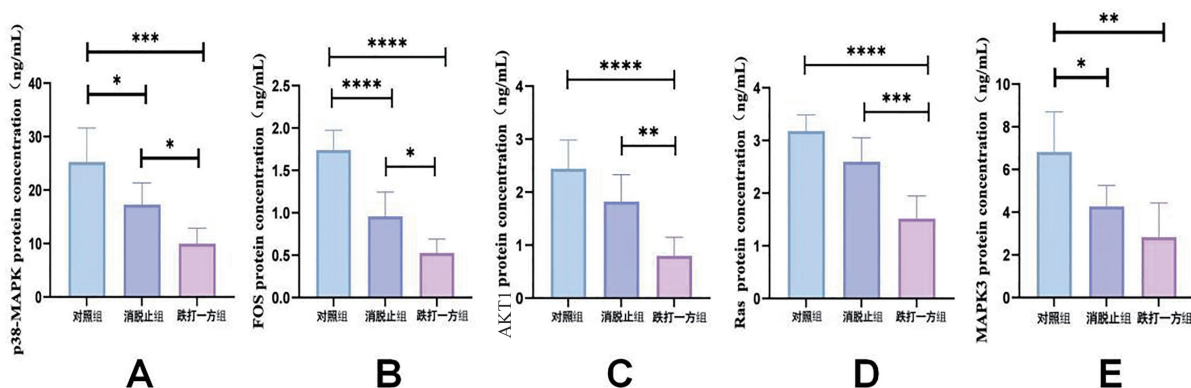 p38-MAPK protein concentration（ng/mL）
40
30
20
10
0
***
*
*
对照组 消脱止组 跌打一方组
A
FOS protein concentration（ng/mL）
2.5
2.0
1.5
1.0
0.5
0.0
****
****
*
对照组 消脱止组 跌打一方组
B
AKT1 protein concentration（ng/mL）
4
3
2
1
0
****
**
对照组 消脱止组 跌打一方组
C
Ras protein concentration（ng/mL）
4
3
2
1
0
****
***
对照组 消脱止组 跌打一方组
D
MAPK3 protein concentration（ng/mL）
10
8
6
4
2
0
**
*
对照组 消脱止组 跌打一方组
E